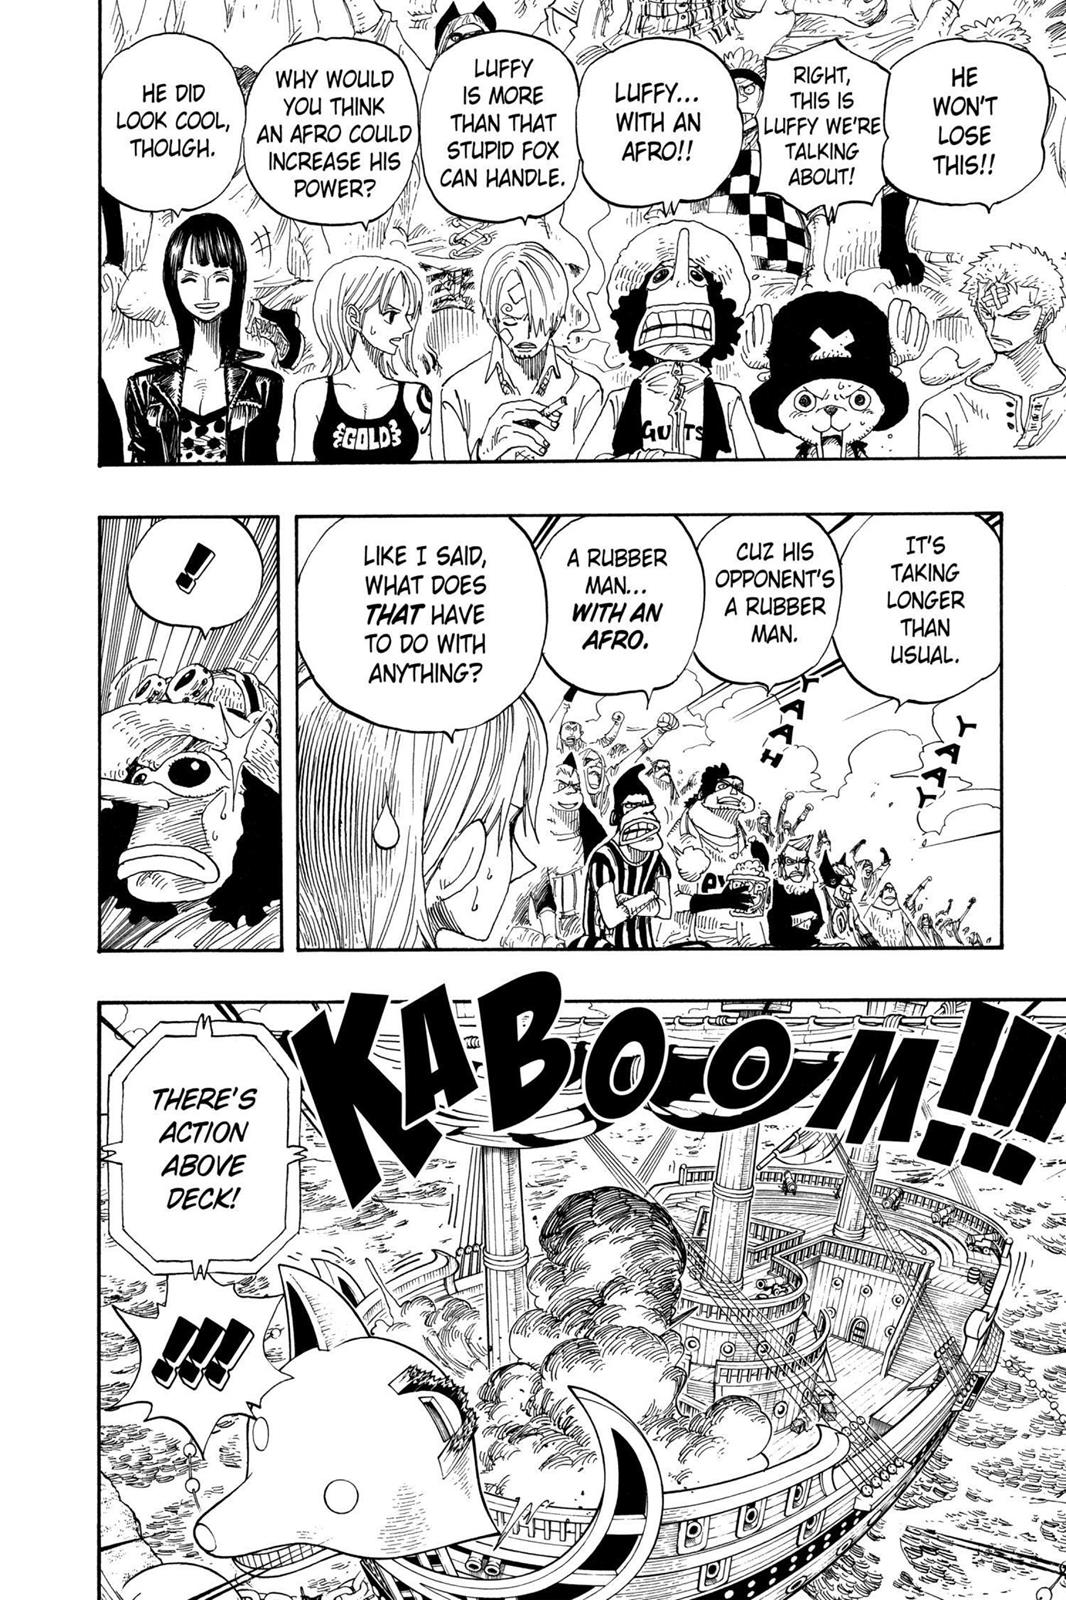 HE
WON'T
LOSE
THIS!!
RIGHT,
THIS IS
LUFFY WE'RE
TALKING
ABOUT!
LUFFY...
WITH AN
AFRO!!
LUFFY
IS MORE
THAN THAT
STUPID FOX
CAN HANDLE.
WHY WOULD
YOU THINK
AN AFRO COULD
INCREASE HIS
POWER?
HE DID
LOOK COOL,
THOUGH.
GUTS
GOLD
IT'S
TAKING
LONGER
THAN
USUAL.
CUZ HIS
OPPONENT'S
A RUBBER
MAN.
A RUBBER
MAN...
WITH AN
AFRO.
LIKE I SAID,
WHAT DOES
THAT HAVE
TO DO WITH
ANYTHING?
YAAAY
YAAAH
!
KABOOM!!!
THERE'S
ACTION
ABOVE
DECK!
!!!!